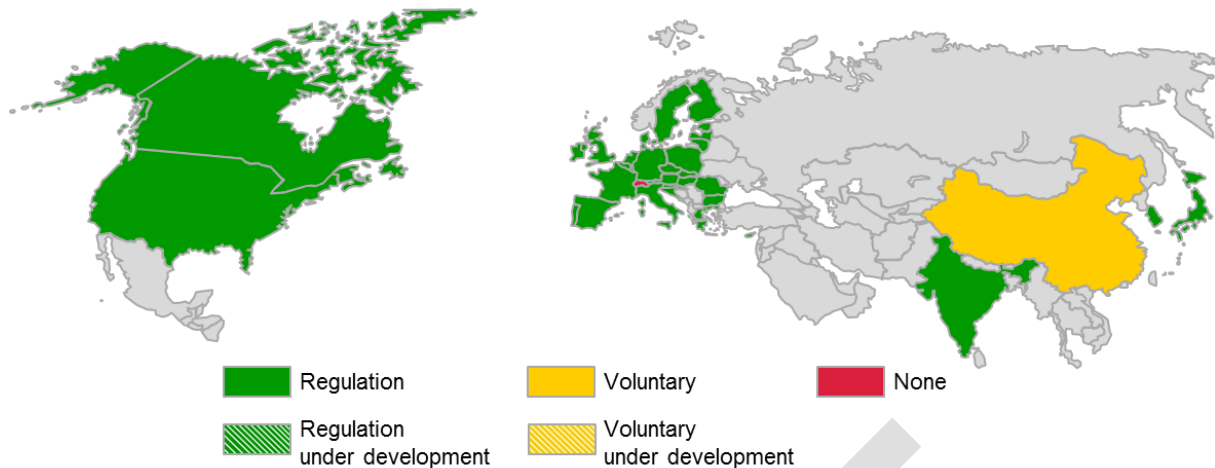 Regulation
Voluntary
None
Regulation
under development
Voluntary
under development